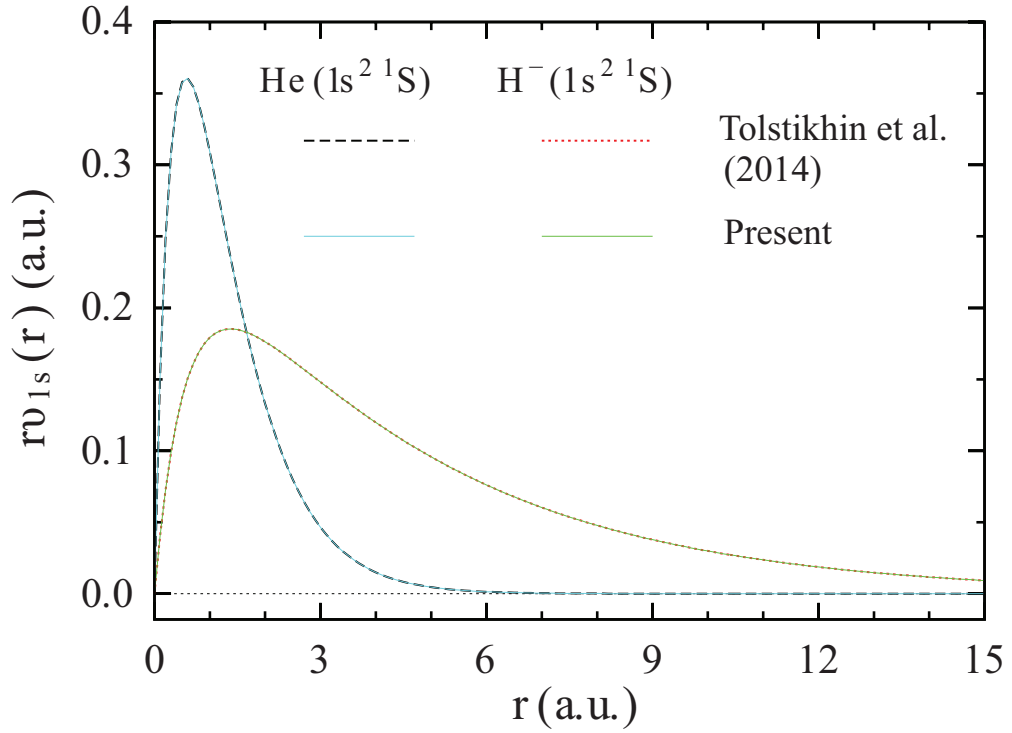 0.4
He (1s² ¹S) H⁻ (1s² ¹S)
Tolstikhin et al.
(2014)
0.3
Present
0.2
0.1
0.0
rυ₁ₛ(r) (a.u.)
0 3 6 9 12 15
r (a.u.)